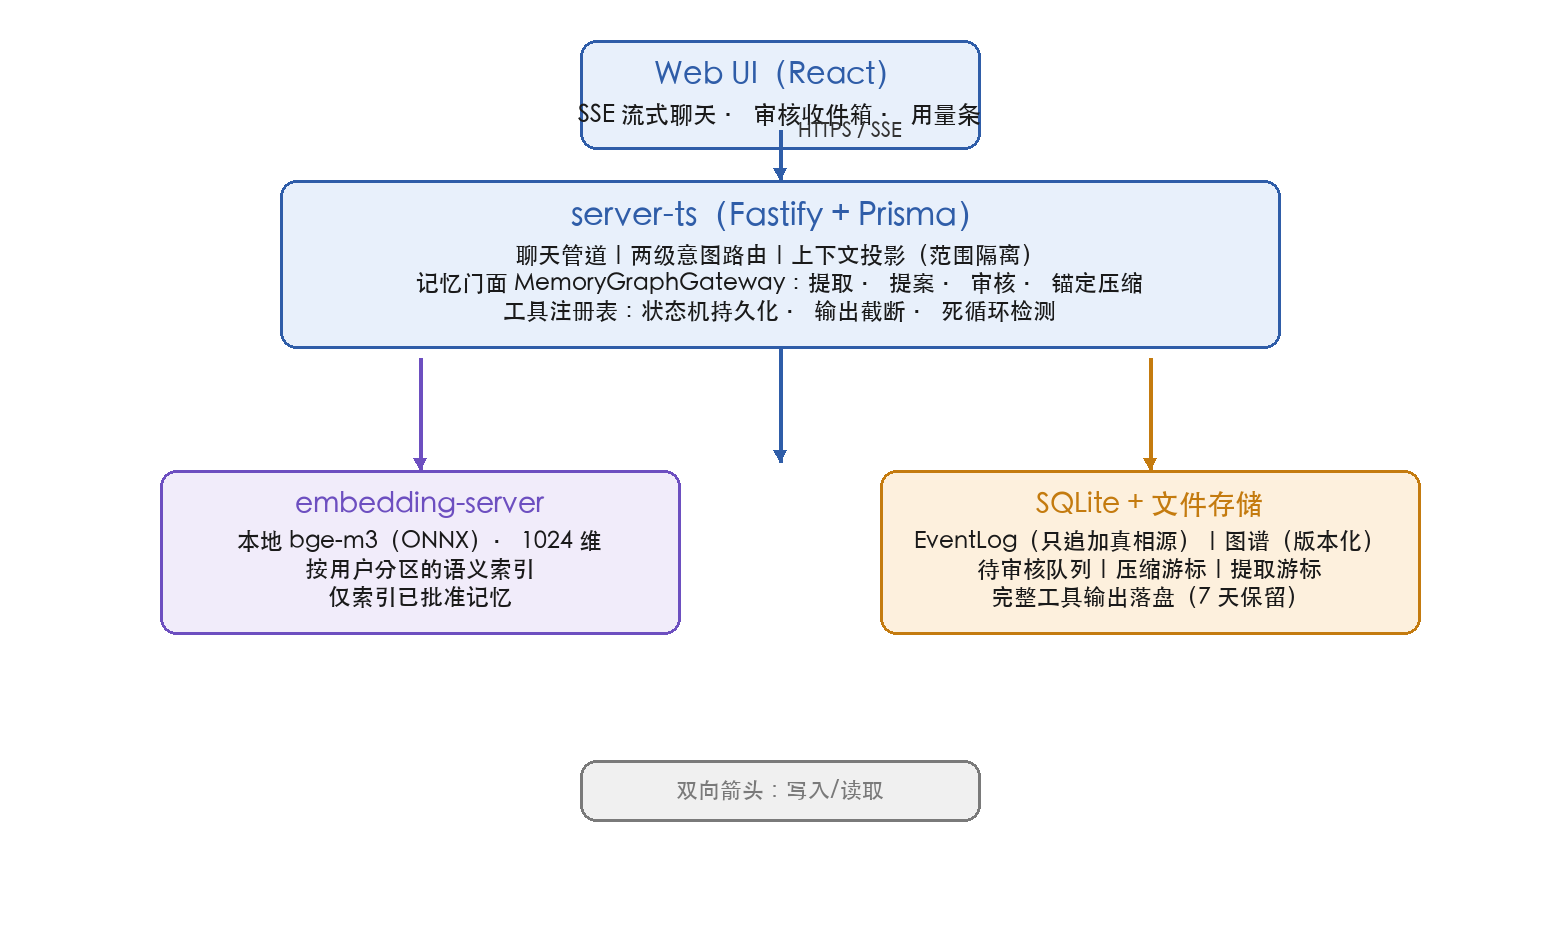 Web UI（React）
SSE 流式聊天 · 审核收件箱 · 用量条
HTTPS / SSE
server-ts（Fastify + Prisma）
聊天管道 | 两级意图路由 | 上下文投影（范围隔离）
记忆门面 MemoryGraphGateway：提取 · 提案 · 审核 · 锚定压缩
工具注册表：状态机持久化 · 输出截断 · 死循环检测
embedding-server
本地 bge-m3（ONNX）· 1024 维
按用户分区的语义索引
仅索引已批准记忆
SQLite + 文件存储
EventLog（只追加真相源）| 图谱（版本化）
待审核队列 | 压缩游标 | 提取游标
完整工具输出落盘（7 天保留）
双向箭头：写入/读取